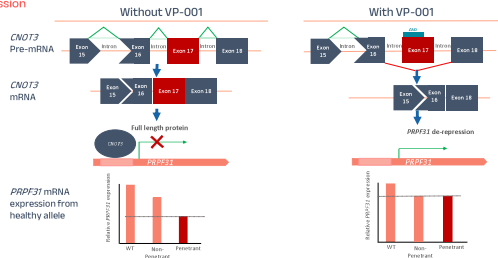 ession
Without VP-001
With VP-001
CNOT3
Pre-mRNA
Exon
15
Intron
Exon
16
Intron
Exon 17
Intron
Exon 18
Exon
15
Intron
Exon
16
Intron
ASO
Exon 17
Intron
Exon 18
CNOT3
mRNA
Exon
15
Exon
16
Exon 17
Exon 18
Exon
15
Exon
16
Exon 18
Full length protein
PRPF31 de-repression
CNOT3
PRPF31
PRPF31
PRPF31 mRNA
expression from
healthy allele
Relative PRPF31 expression
WT
Non-
Penetrant
Penetrant
Relative PRPF31 expression
WT
Non-
Penetrant
Penetrant